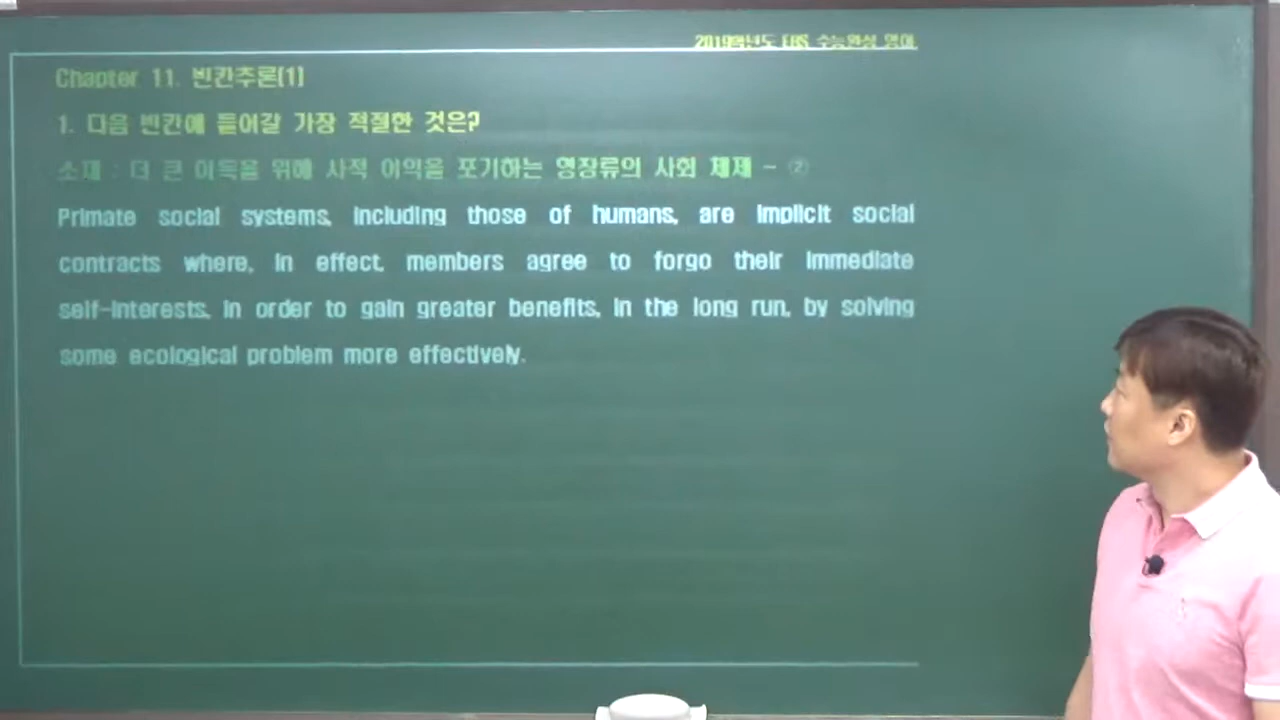 2019학년도 EBS 수능완성 영어
Chapter 11. 빈칸추론(1)
1. 다음 빈칸에 들어갈 가장 적절한 것은?
소재 : 더 큰 이득을 위해 사적 이익을 포기하는 영장류의 사회 제제 - ②
Primate social systems, including those of humans, are implicit social
contracts where, in effect, members agree to forgo their immediate
self-interests, in order to gain greater benefits, in the long run, by solving
some ecological problem more effectively.